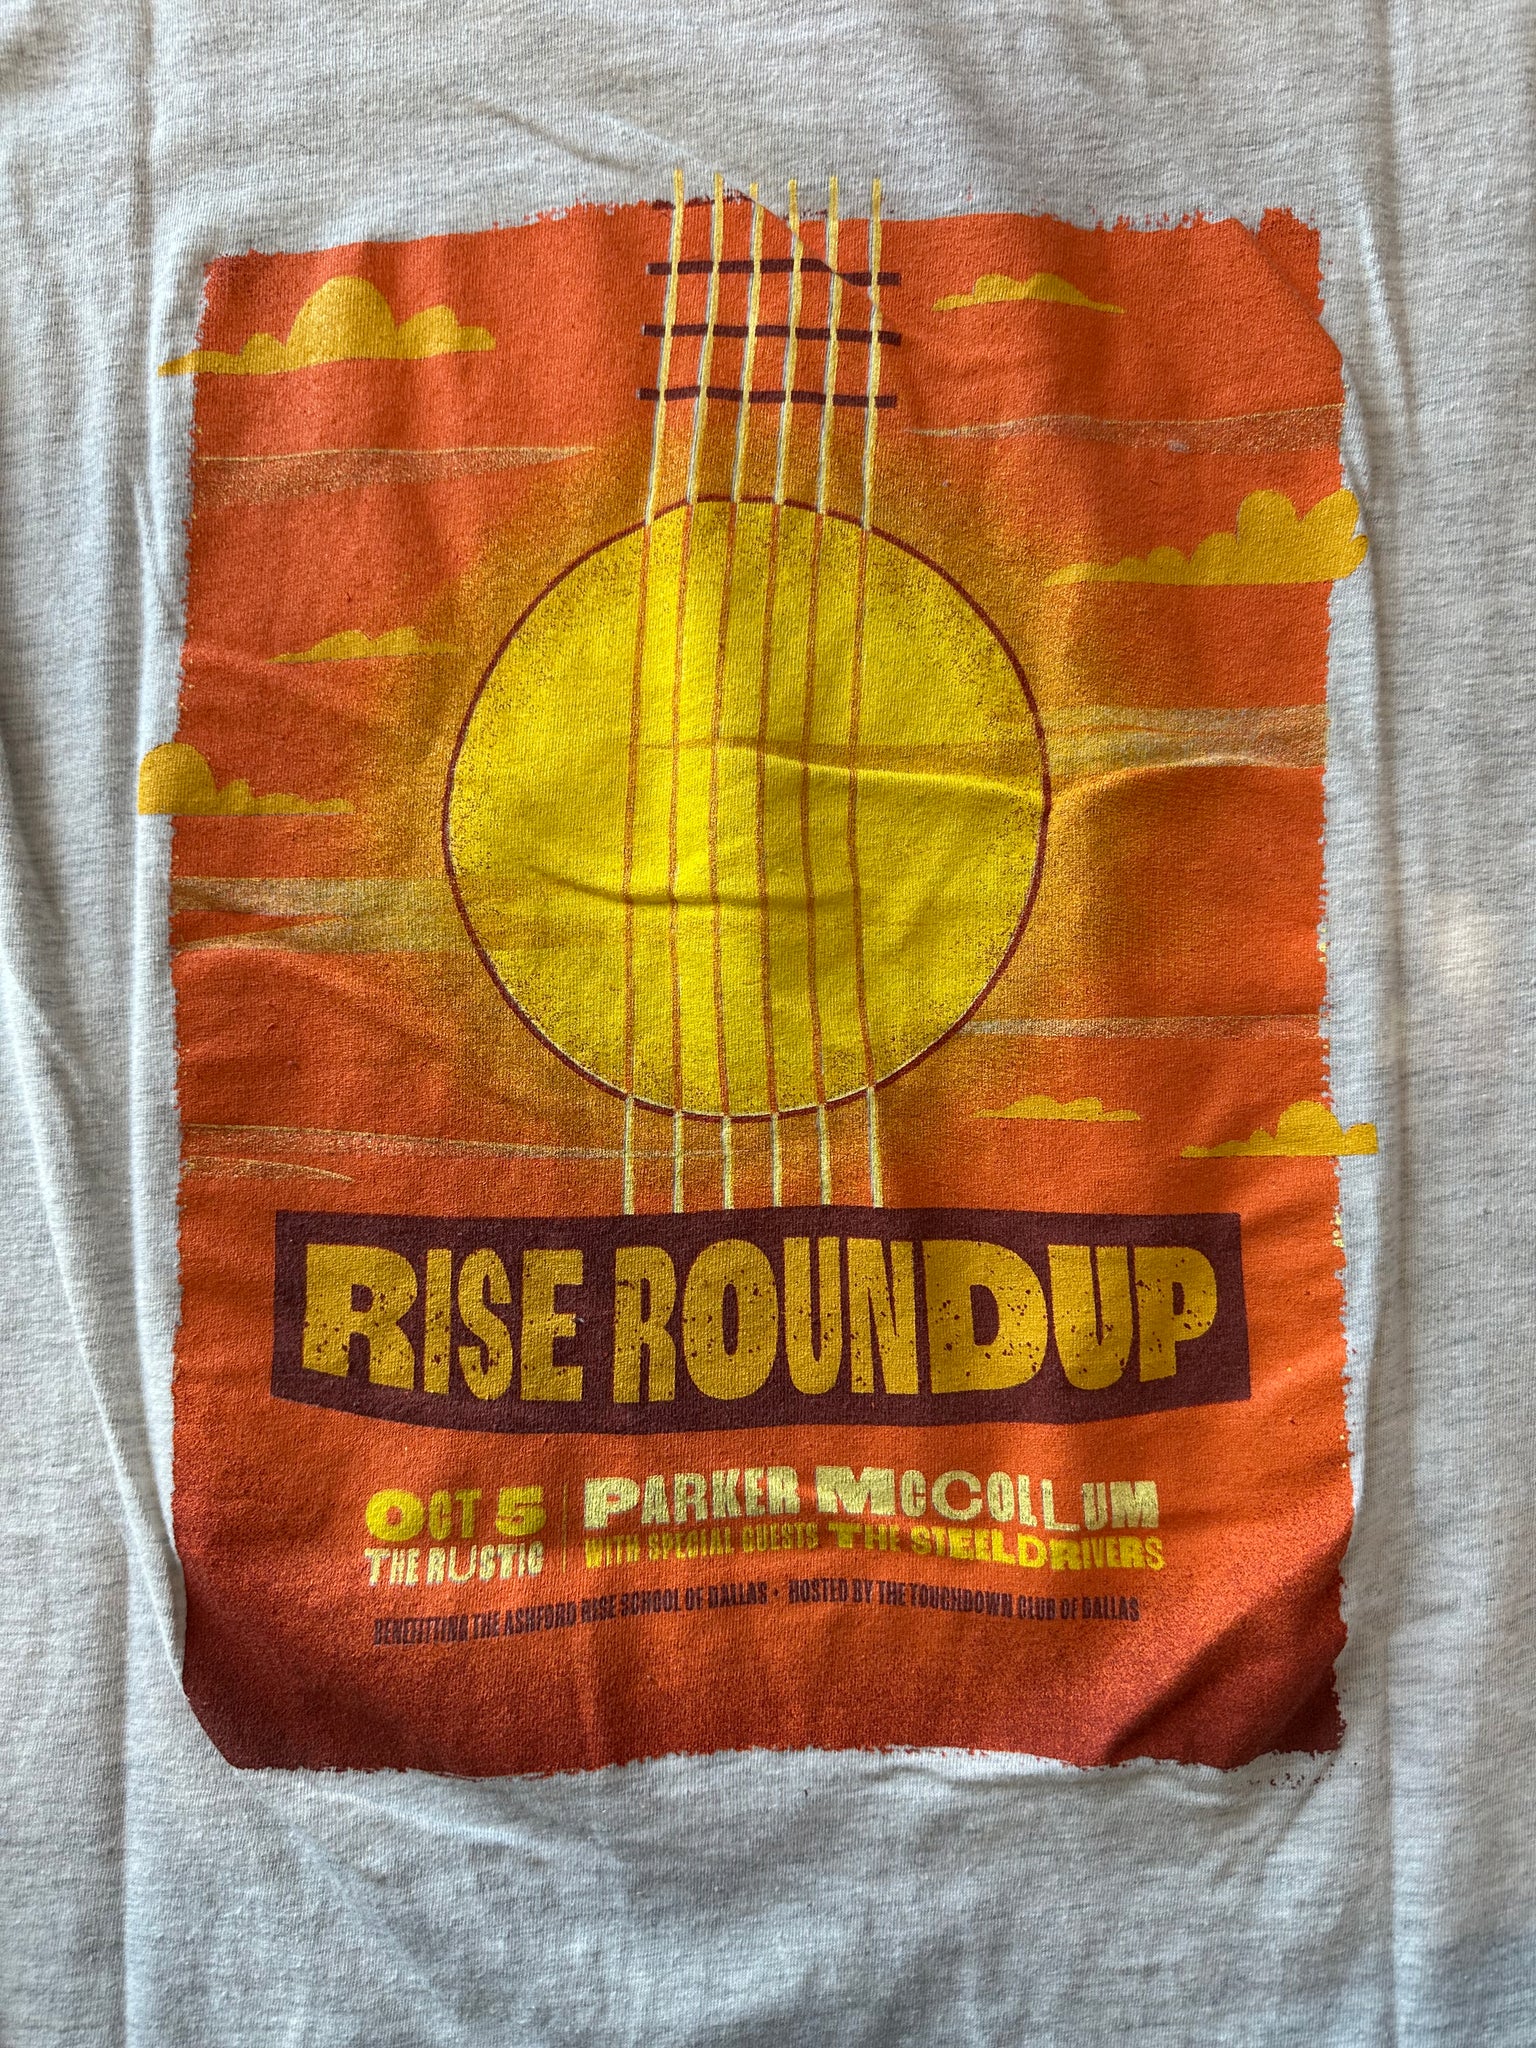 RISE ROUNDUP
OCT 5
THE RUSTIC
PARKER MCCOLLUM
WITH SPECIAL GUESTS THE STEELDRIVERS
BENEFITTING THE ASHFORD RISE SCHOOL OF DALLAS • HOSTED BY THE TOUCHDOWN CLUB OF DALLAS